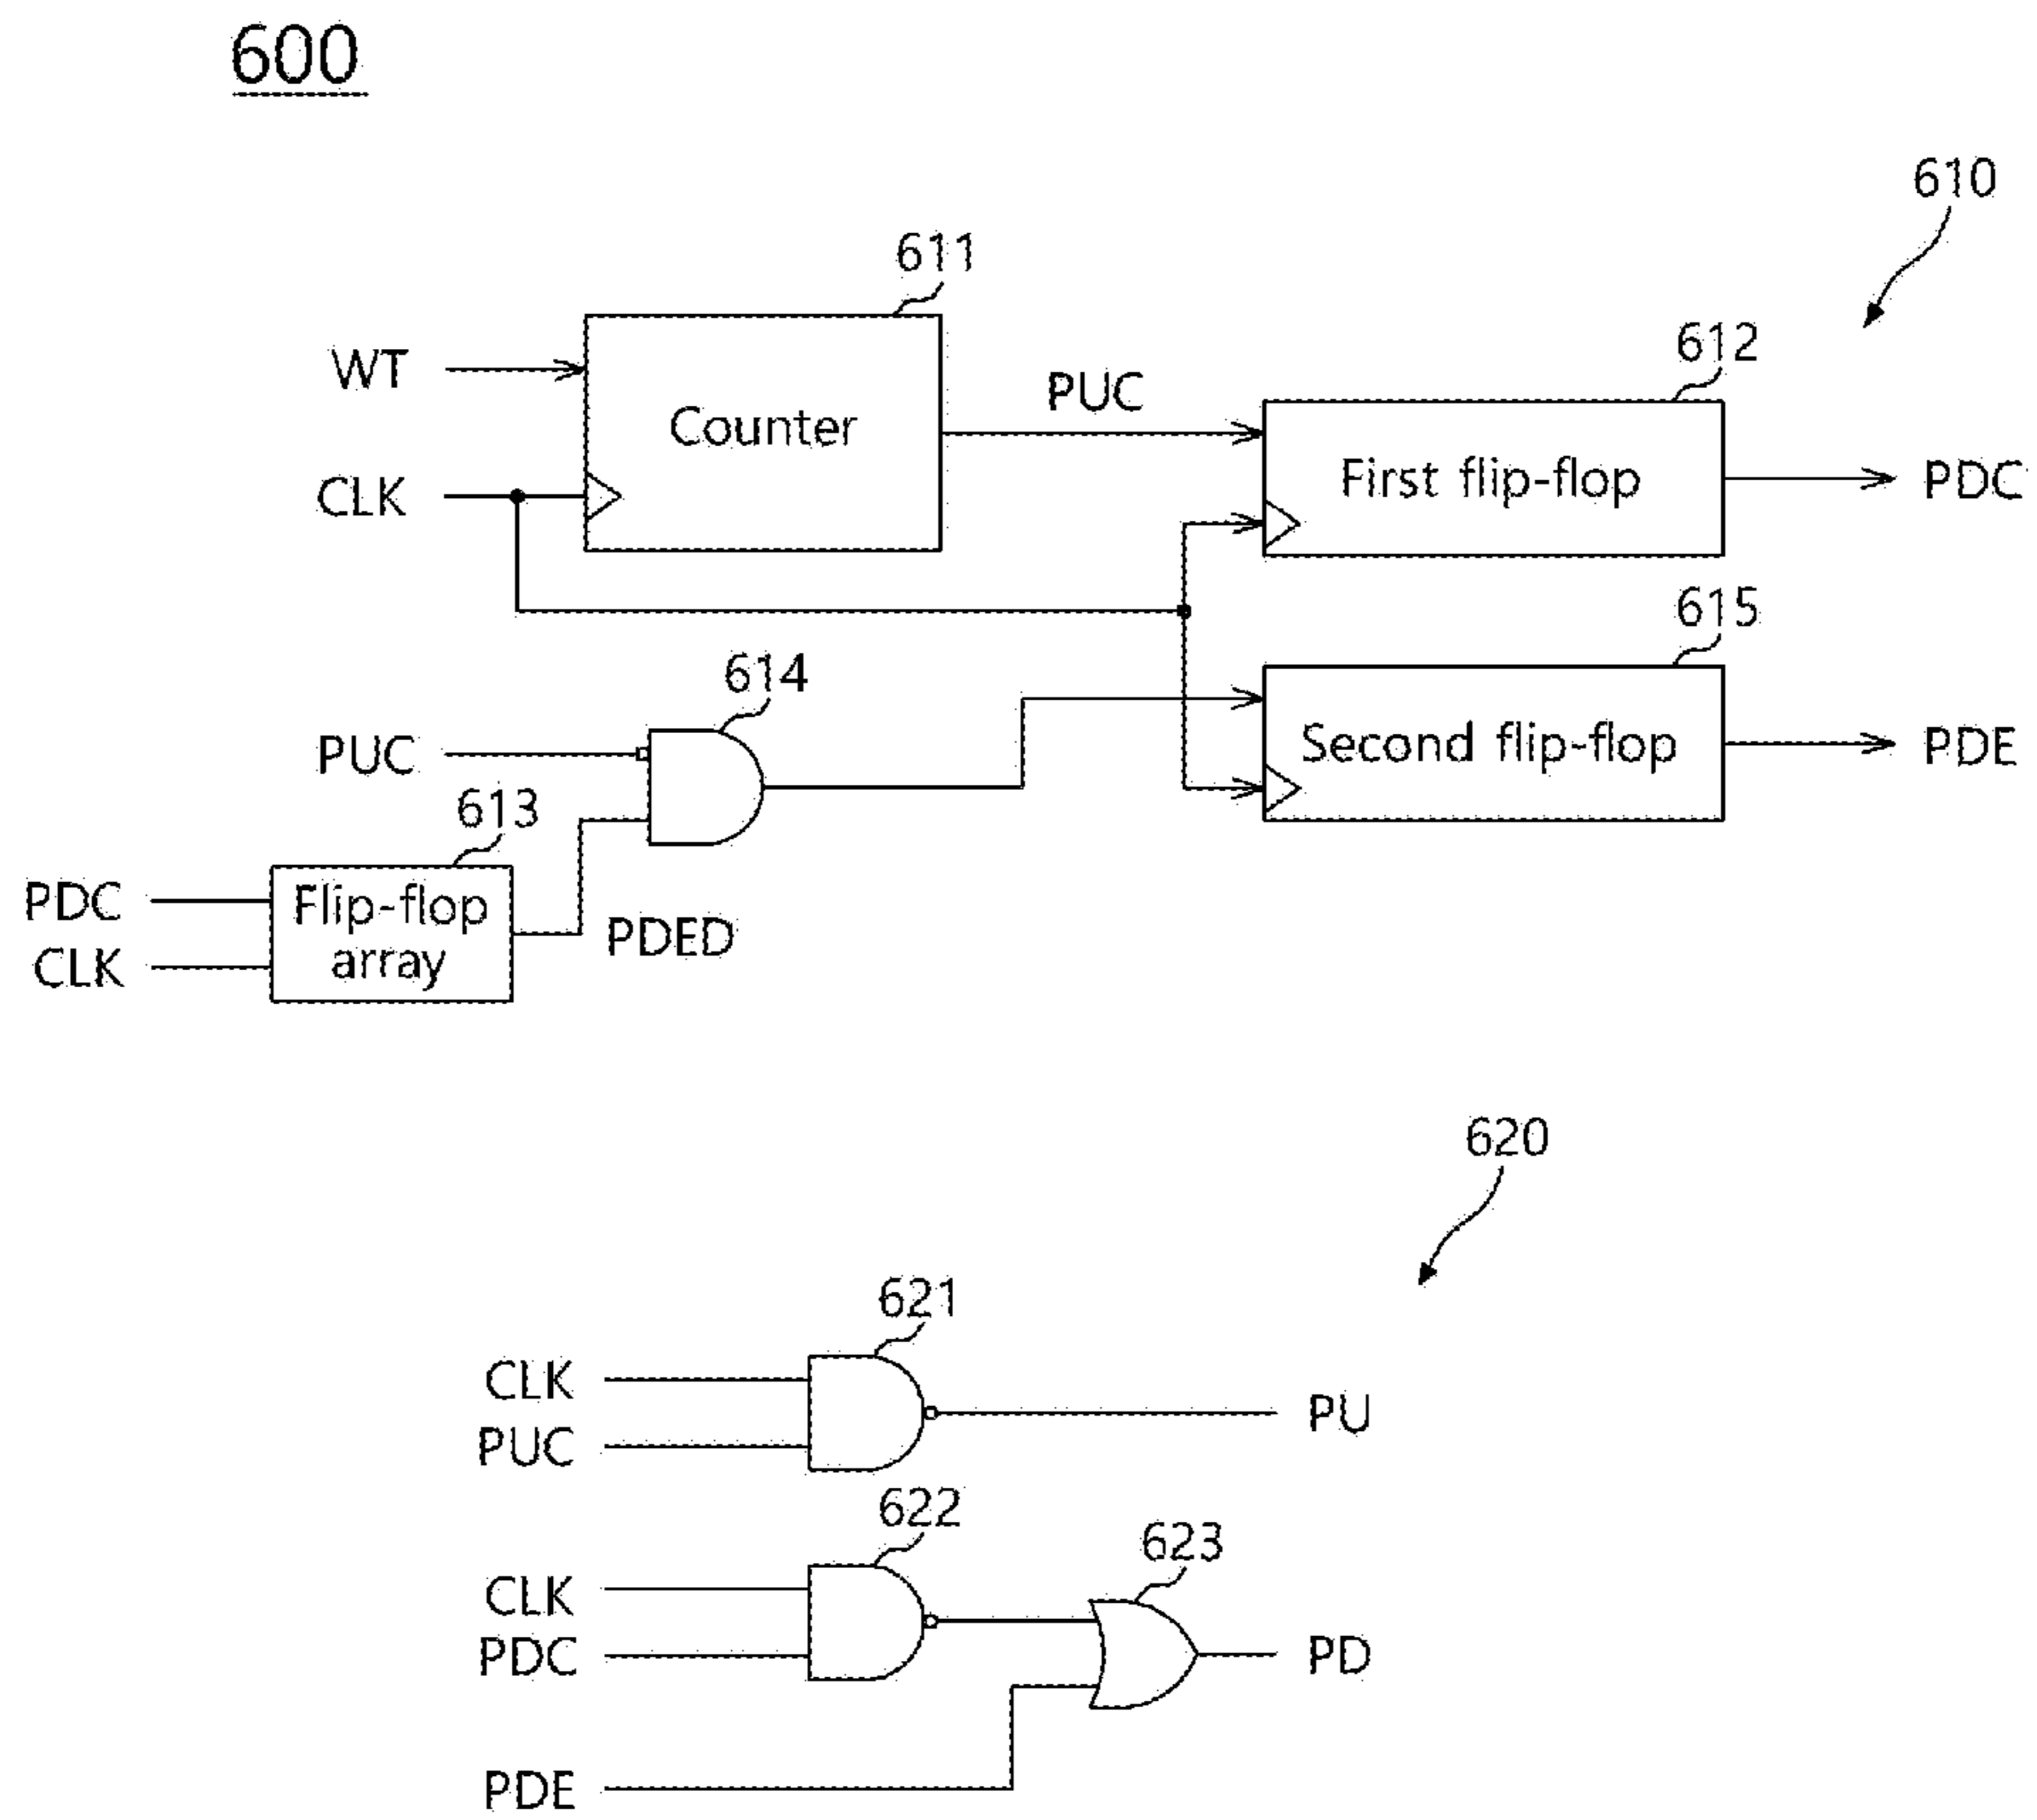 600
610
611
612
WT
Counter
PUC
First flip-flop
PDC
CLK
615
614
PUC
Second flip-flop
PDE
613
PDC
Flip-flop
array
PDED
CLK
620
621
CLK
PU
PUC
622
623
CLK
PDC
PD
PDE